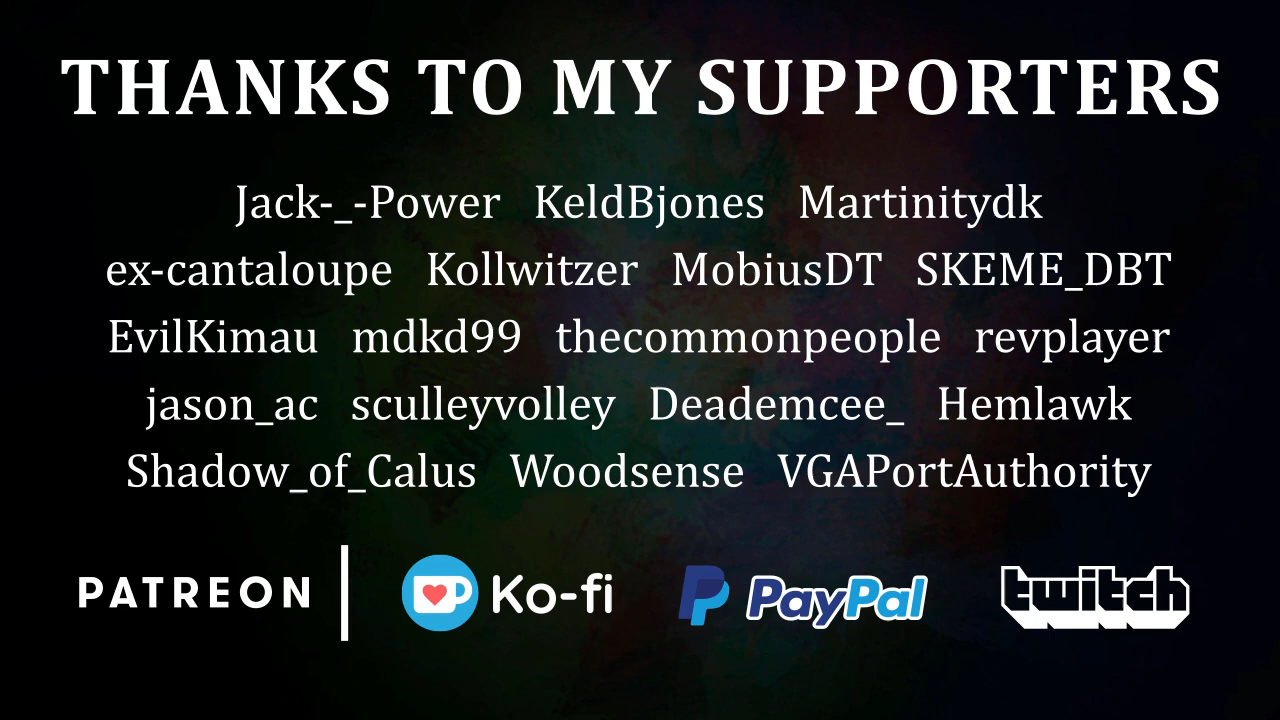 THANKS TO MY SUPPORTERS
Jack-_-Power KeldBjones Martinitydk
ex-cantaloupe Kollwitzer MobiusDT SKEME_DBT
EvilKimau mdkd99 thecommonpeople revplayer
jason_ac sculleyvolley Deademcee_ Hemlawk
Shadow_of_Calus Woodsense VGAPortAuthority
PATREON Ko-fi PayPal twitch